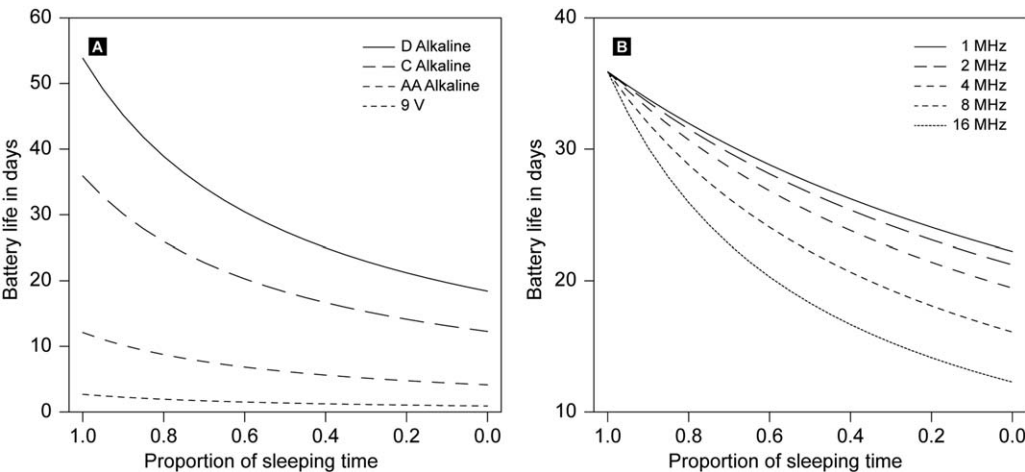 A
D Alkaline
C Alkaline
AA Alkaline
9 V
60
50
40
30
20
10
0
Battery life in days
1.0 0.8 0.6 0.4 0.2 0.0
Proportion of sleeping time
B
1 MHz
2 MHz
4 MHz
8 MHz
16 MHz
40
30
20
10
Battery life in days
1.0 0.8 0.6 0.4 0.2 0.0
Proportion of sleeping time